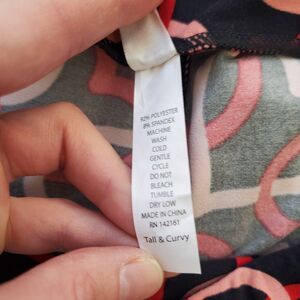 92% POLYESTER
8% SPANDEX
MACHINE
WASH
COLD
GENTLE
CYCLE
DO NOT
BLEACH
TUMBLE
DRY LOW
MADE IN CHINA
RN 142161
Tall & Curvy